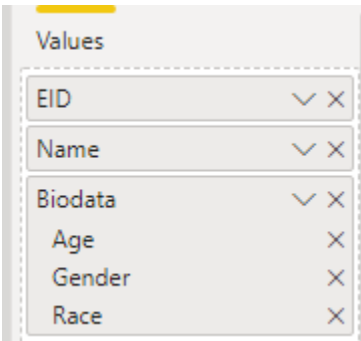 Values
EID
Name
Biodata
Age
Gender
Race